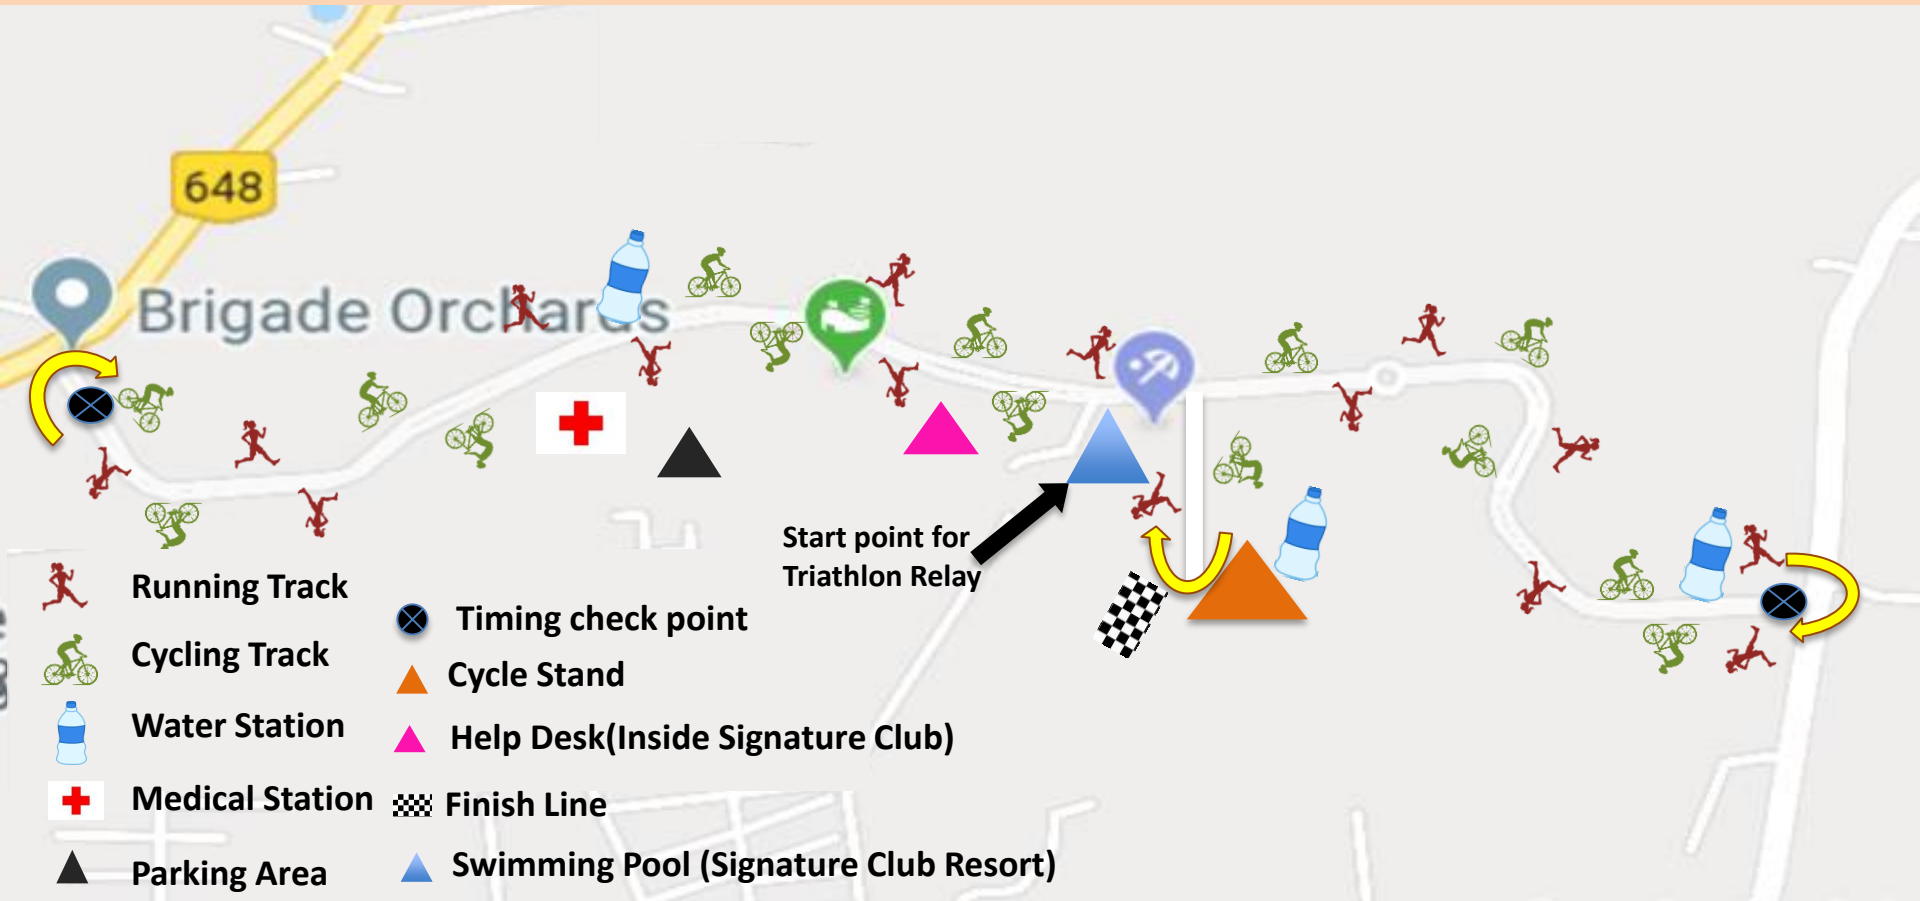 648
Brigade Orchards
Start point for
Triathlon Relay
Running Track
Cycling Track
Water Station
Medical Station
Parking Area
Timing check point
Cycle Stand
Help Desk(Inside Signature Club)
Finish Line
Swimming Pool (Signature Club Resort)